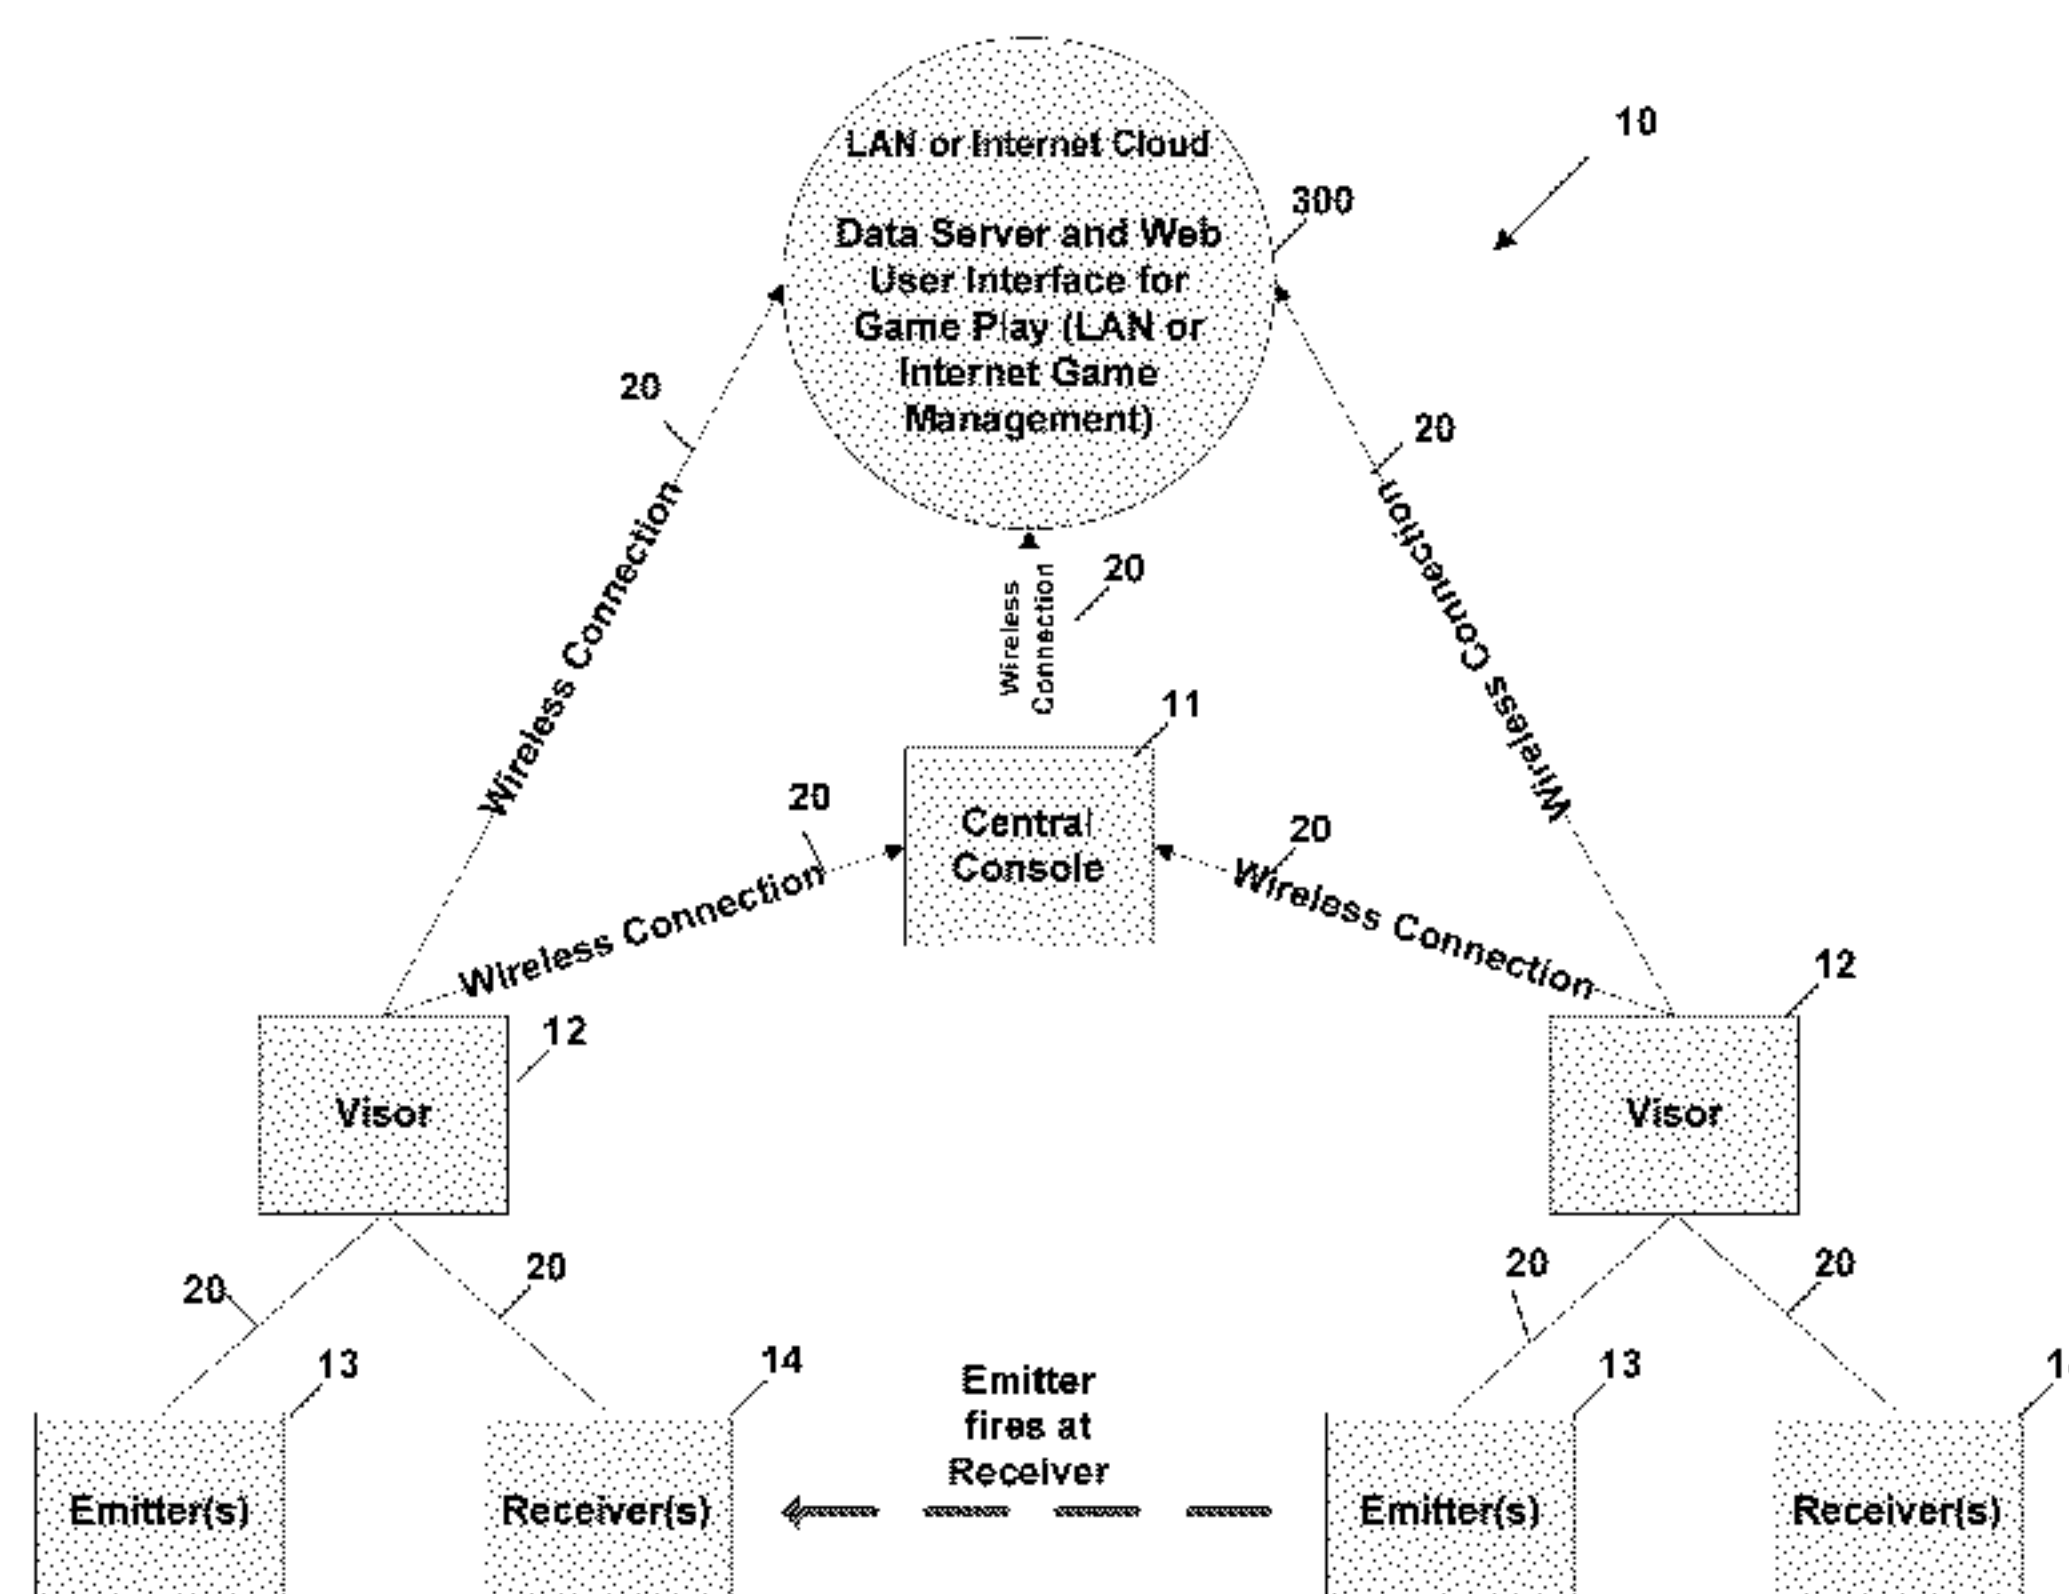 10
LAN or Internet Cloud
300
Data Server and Web
User Interface for
Game Play (LAN or
Internet Game
Management)
20
20
Wireless Connection
Wireless Connection
Wireless
Connection
20
11
Central
Console
20
20
Wireless Connection
Wireless Connection
12
12
Visor
Visor
20
20
20
20
13
14
Emitter
fires at
Receiver
13
Emitter(s)
Receiver(s)
Emitter(s)
Receiver(s)